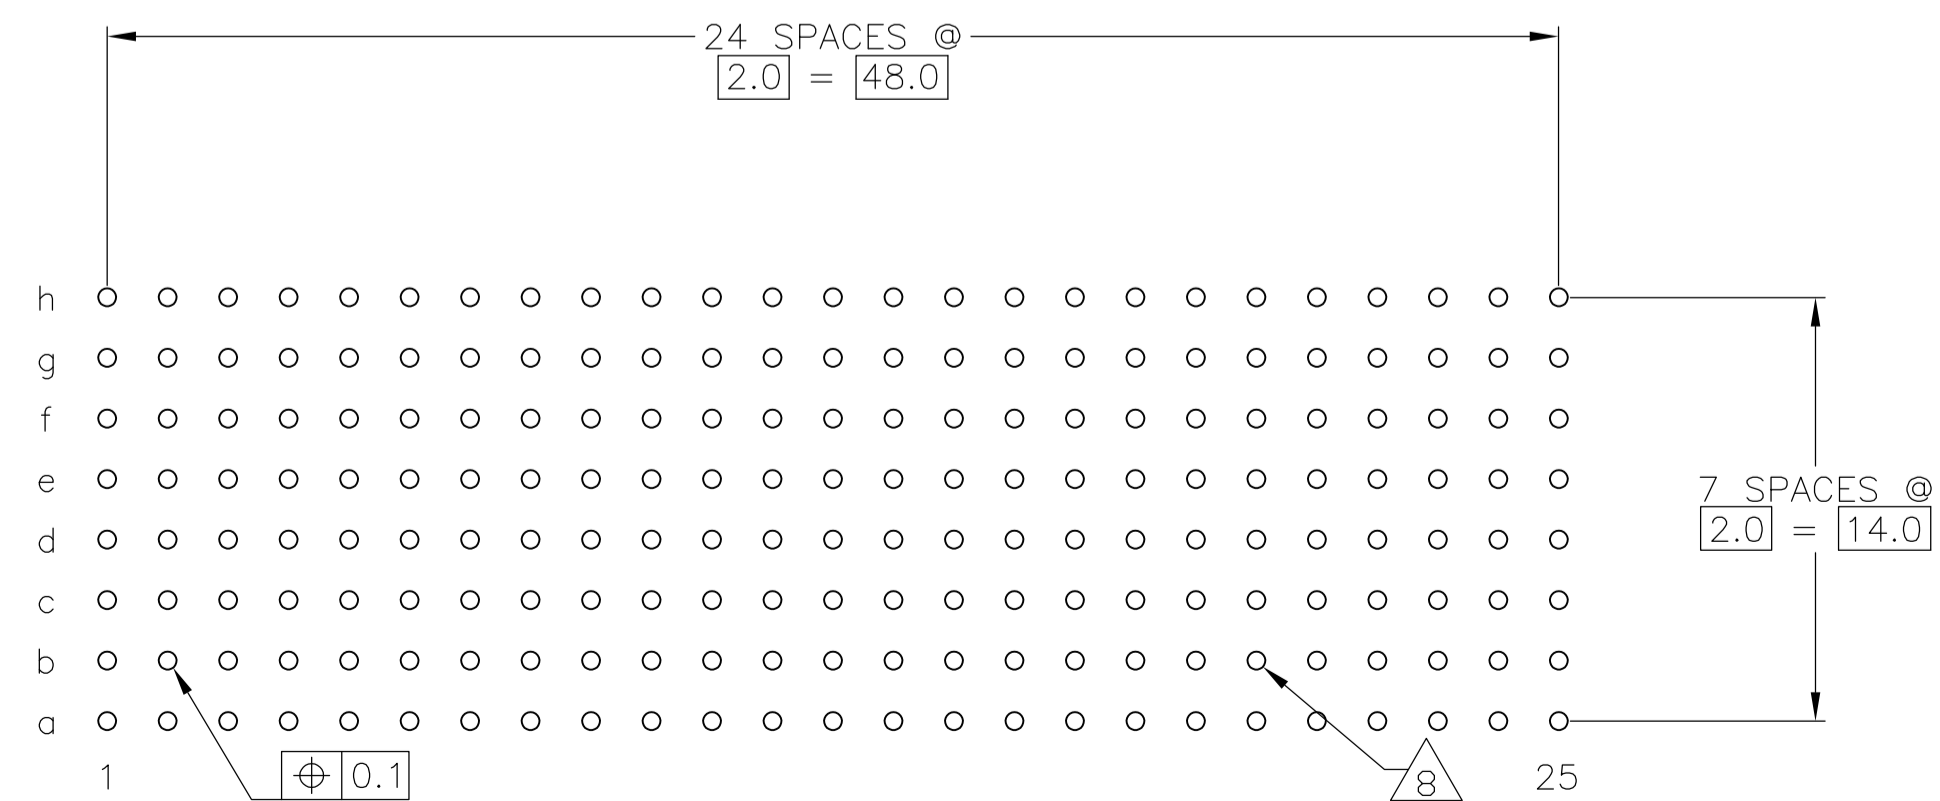 24 SPACES @
2.0 = 48.0
h
g
f
e
7 SPACES @
2.0 = 14.0
d
c
b
a
1
⌖ 0.1
8
25